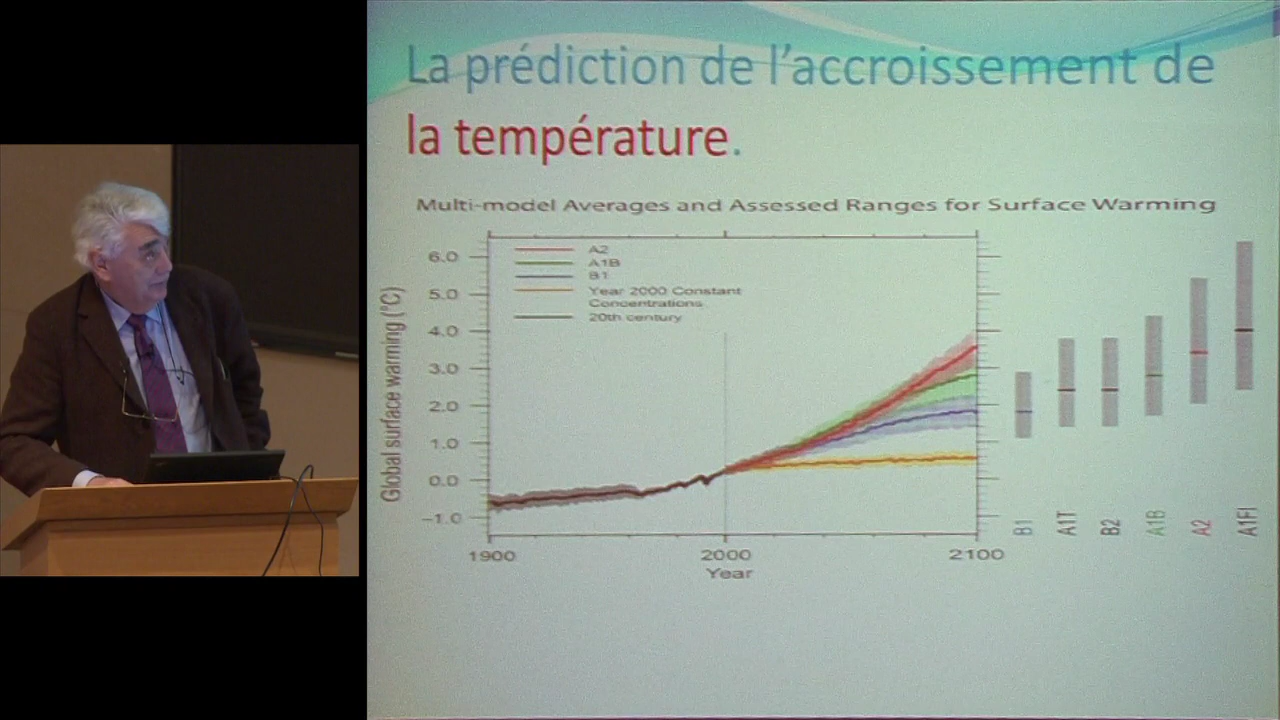 La prédiction de l'accroissement de
la température.
Multi-model Averages and Assessed Ranges for Surface Warming
Global surface warming (°C)
6.0
5.0
4.0
3.0
2.0
1.0
0.0
−1.0
A2
A1B
B1
Year 2000 Constant
Concentrations
20th century
1900
2000
2100
Year
B1
A1T
B2
A1B
A2
A1FI